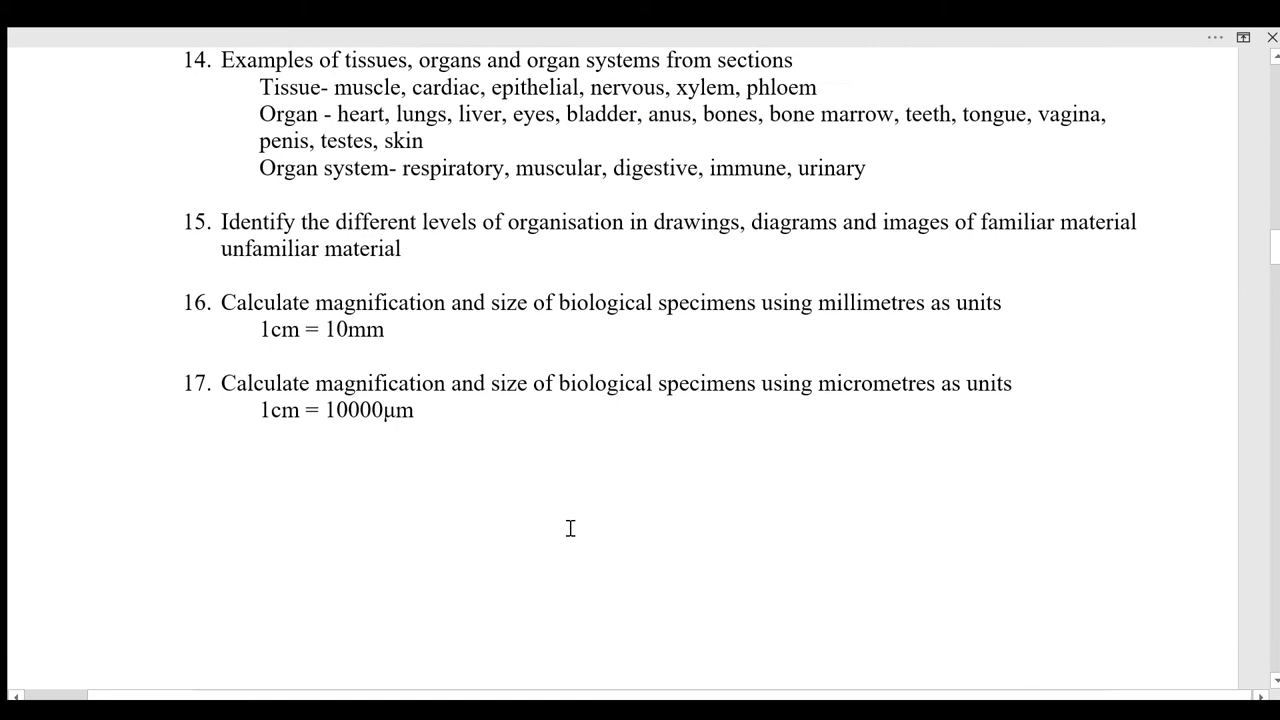 14. Examples of tissues, organs and organ systems from sections
Tissue- muscle, cardiac, epithelial, nervous, xylem, phloem
Organ - heart, lungs, liver, eyes, bladder, anus, bones, bone marrow, teeth, tongue, vagina,
penis, testes, skin
Organ system- respiratory, muscular, digestive, immune, urinary
15. Identify the different levels of organisation in drawings, diagrams and images of familiar material
unfamiliar material
16. Calculate magnification and size of biological specimens using millimetres as units
1cm = 10mm
17. Calculate magnification and size of biological specimens using micrometres as units
1cm = 10000μm